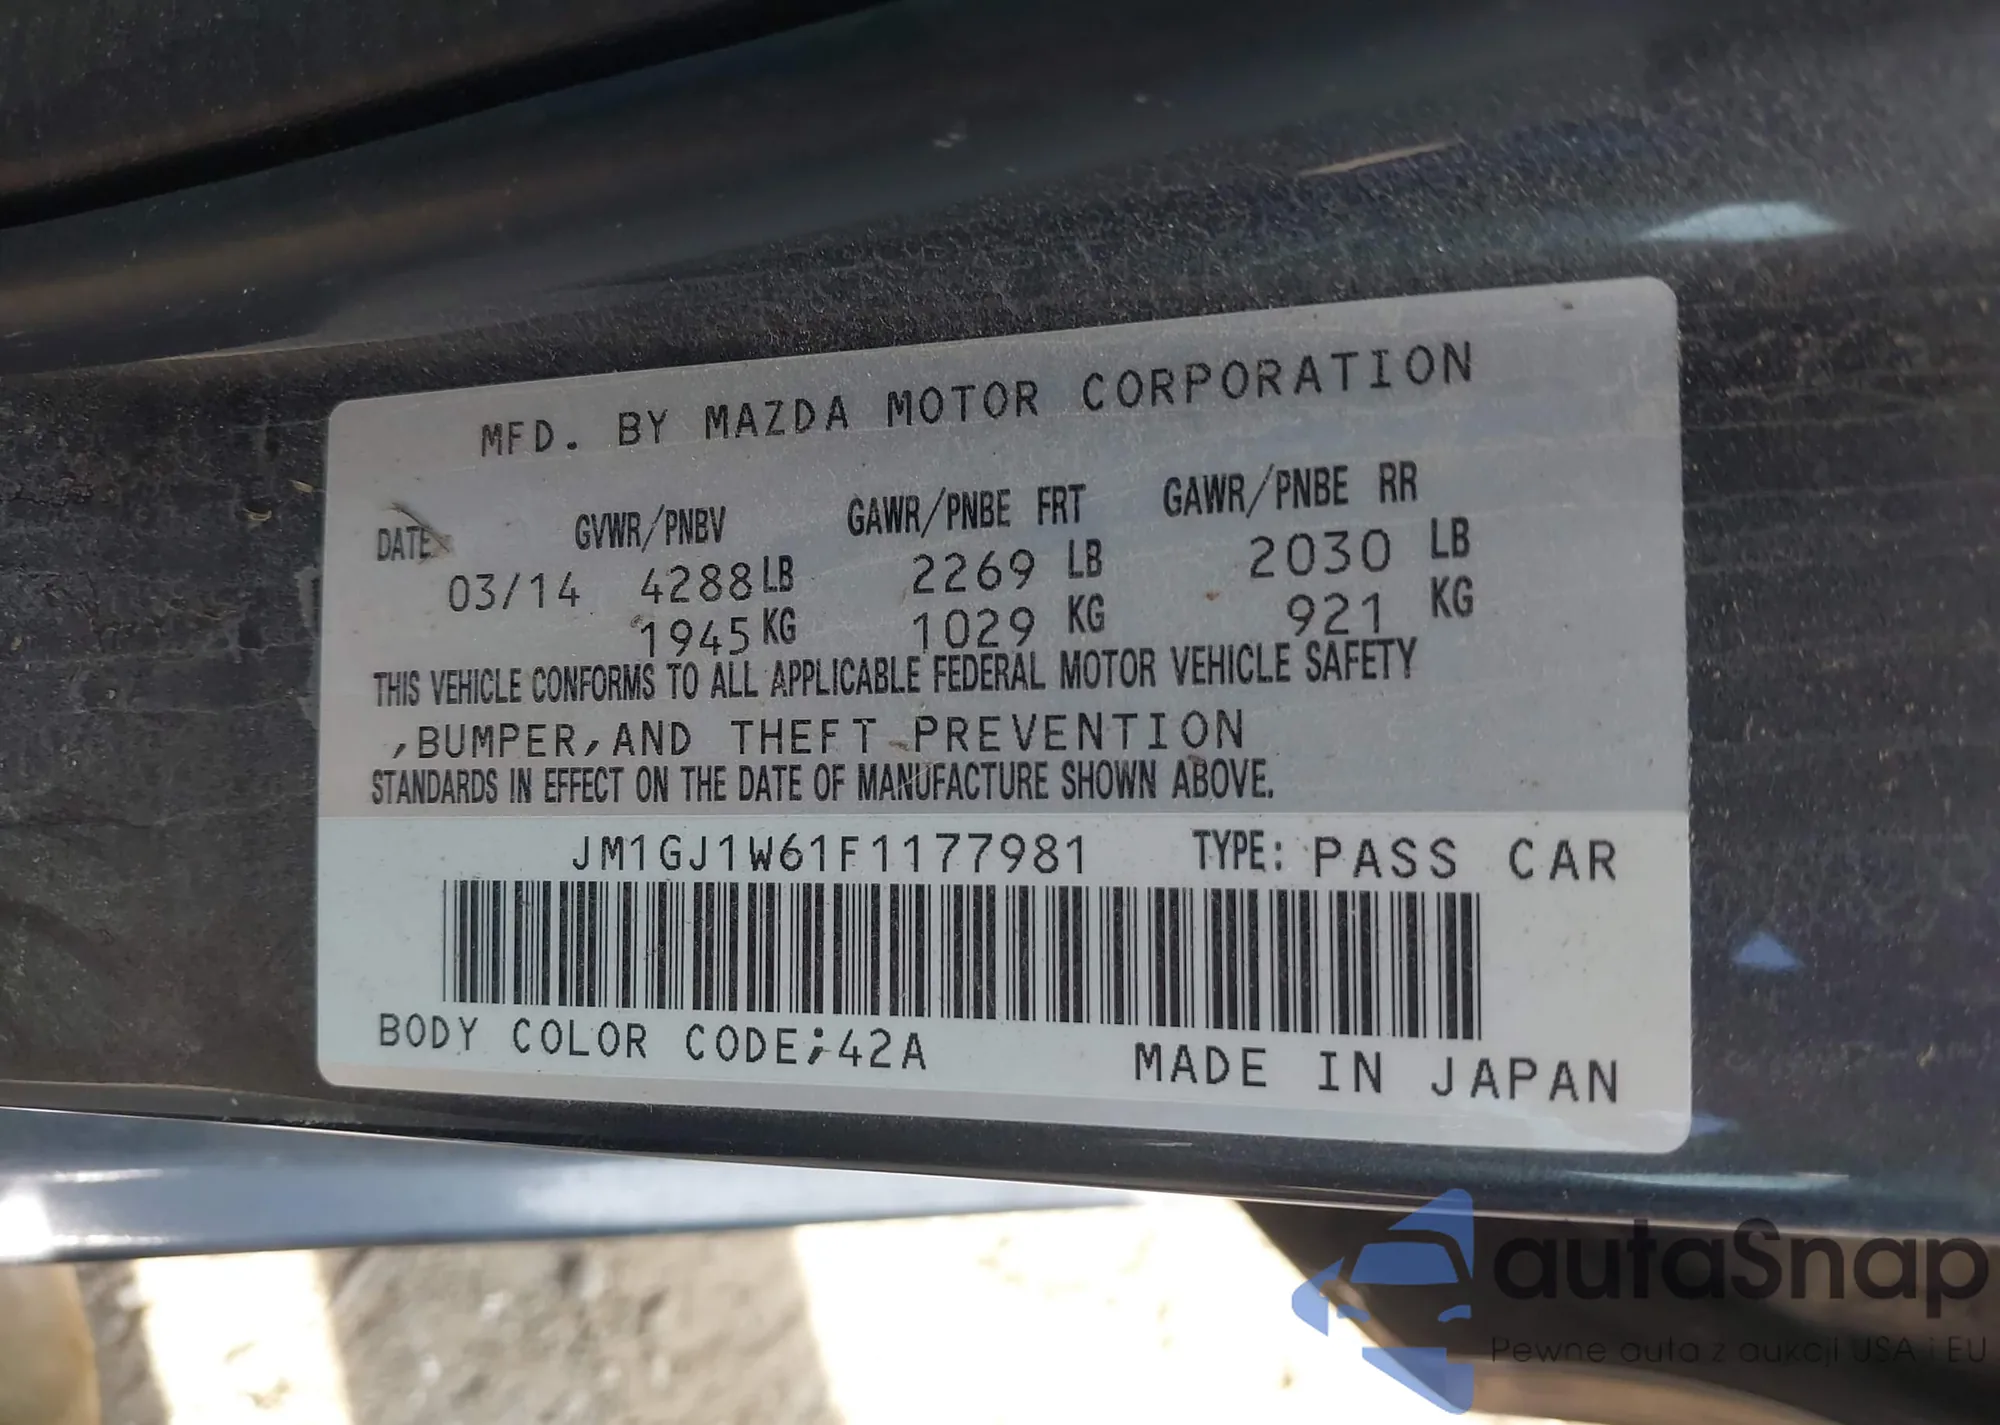 MFD. BY MAZDA MOTOR CORPORATION
DATE GVWR/PNBV GAWR/PNBE FRT GAWR/PNBE RR
03/14 4288 LB 2269 LB 2030 LB
1945 KG 1029 KG 921 KG
THIS VEHICLE CONFORMS TO ALL APPLICABLE FEDERAL MOTOR VEHICLE SAFETY
,BUMPER,AND THEFT PREVENTION
STANDARDS IN EFFECT ON THE DATE OF MANUFACTURE SHOWN ABOVE.
JM1GJ1W61F1177981 TYPE: PASS CAR
BODY COLOR CODE;42A MADE IN JAPAN
autaSnap
Pewne auta z aukcji USA i EU